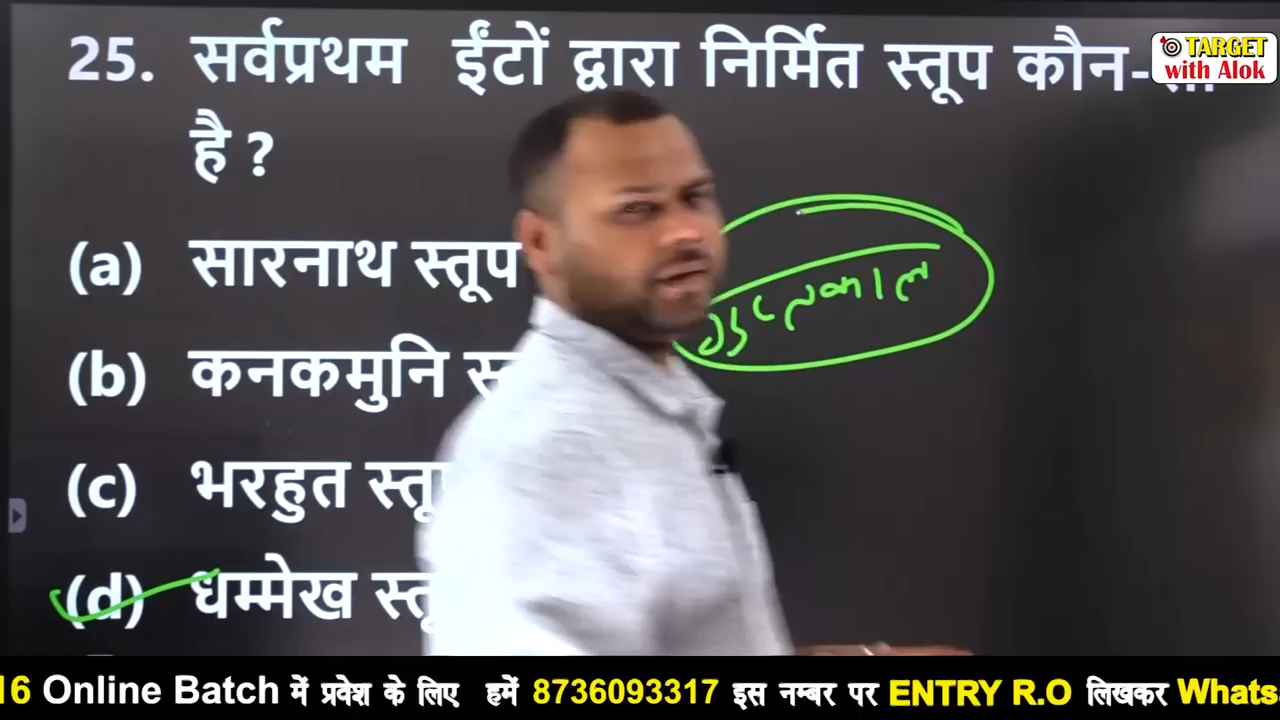 25. सर्वप्रथम ईंटों द्वारा निर्मित स्तूप कौन-
है ?
(a) सारनाथ स्तूप
(b) कनकमुनि
(c) भरहुत
(d) धम्मेख
TARGET
with Alok
16 Online Batch में प्रवेश के लिए हमें 8736093317 इस नम्बर पर ENTRY R.O लिखकर Whats